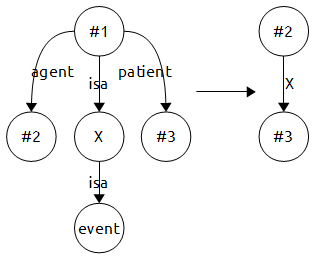 #1 #2
agent isa patient
X
#2 X #3 #3
isa
event